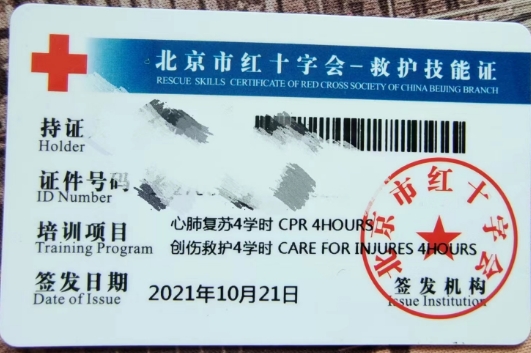 北京市红十字会-救护技能证
RESCUE SKILLS CERTIFICATE OF RED CROSS SOCIETY OF CHINA BEIJING BRANCH
持证
Holder
证件号码
ID Number
培训项目
Training Program
心肺复苏4学时 CPR 4HOURS
创伤救护4学时 CARE FOR INJURES 4HOURS
签发日期
Date of Issue
2021年10月21日
签发机构
Issue Institution
北京市红十字会